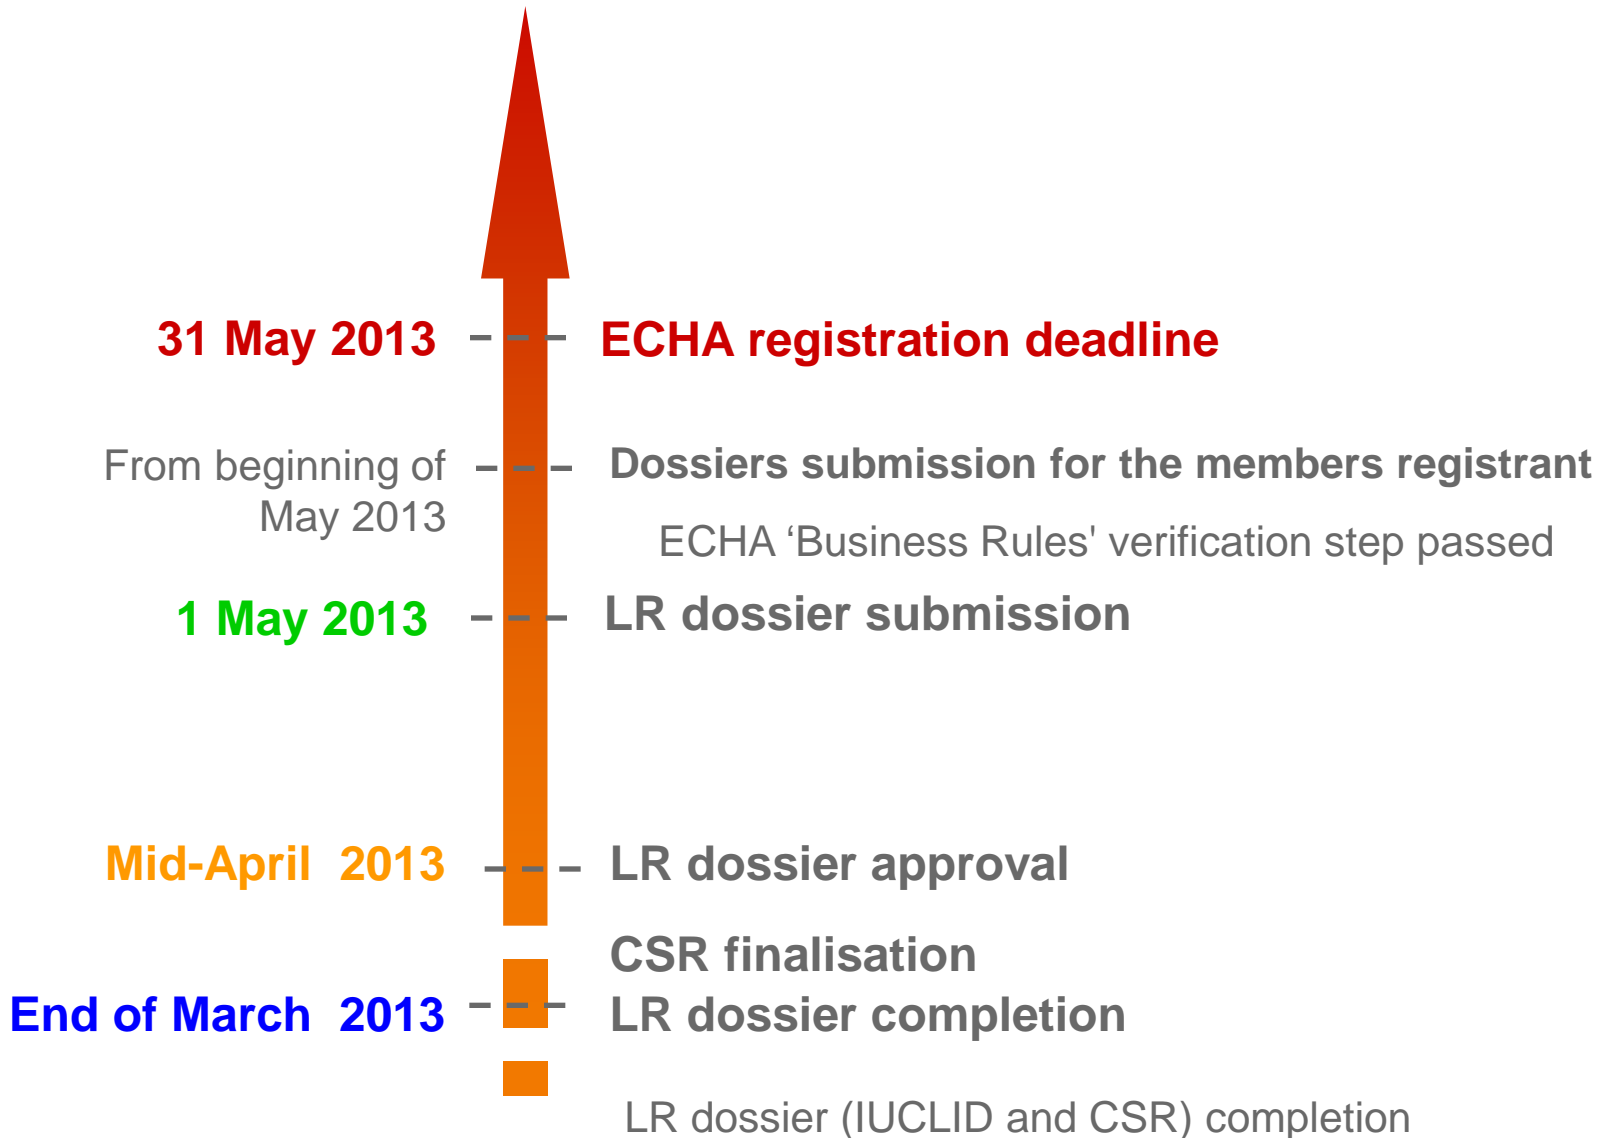 31 May 2013 ECHA registration deadline
From beginning of May 2013 Dossiers submission for the members registrant
ECHA ‘Business Rules' verification step passed
1 May 2013 LR dossier submission
Mid-April 2013 LR dossier approval
CSR finalisation
End of March 2013 LR dossier completion
LR dossier (IUCLID and CSR) completion